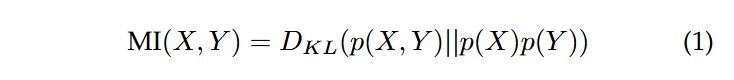 MI(X, Y) = D_{KL}(p(X, Y)||p(X)p(Y)) (1)